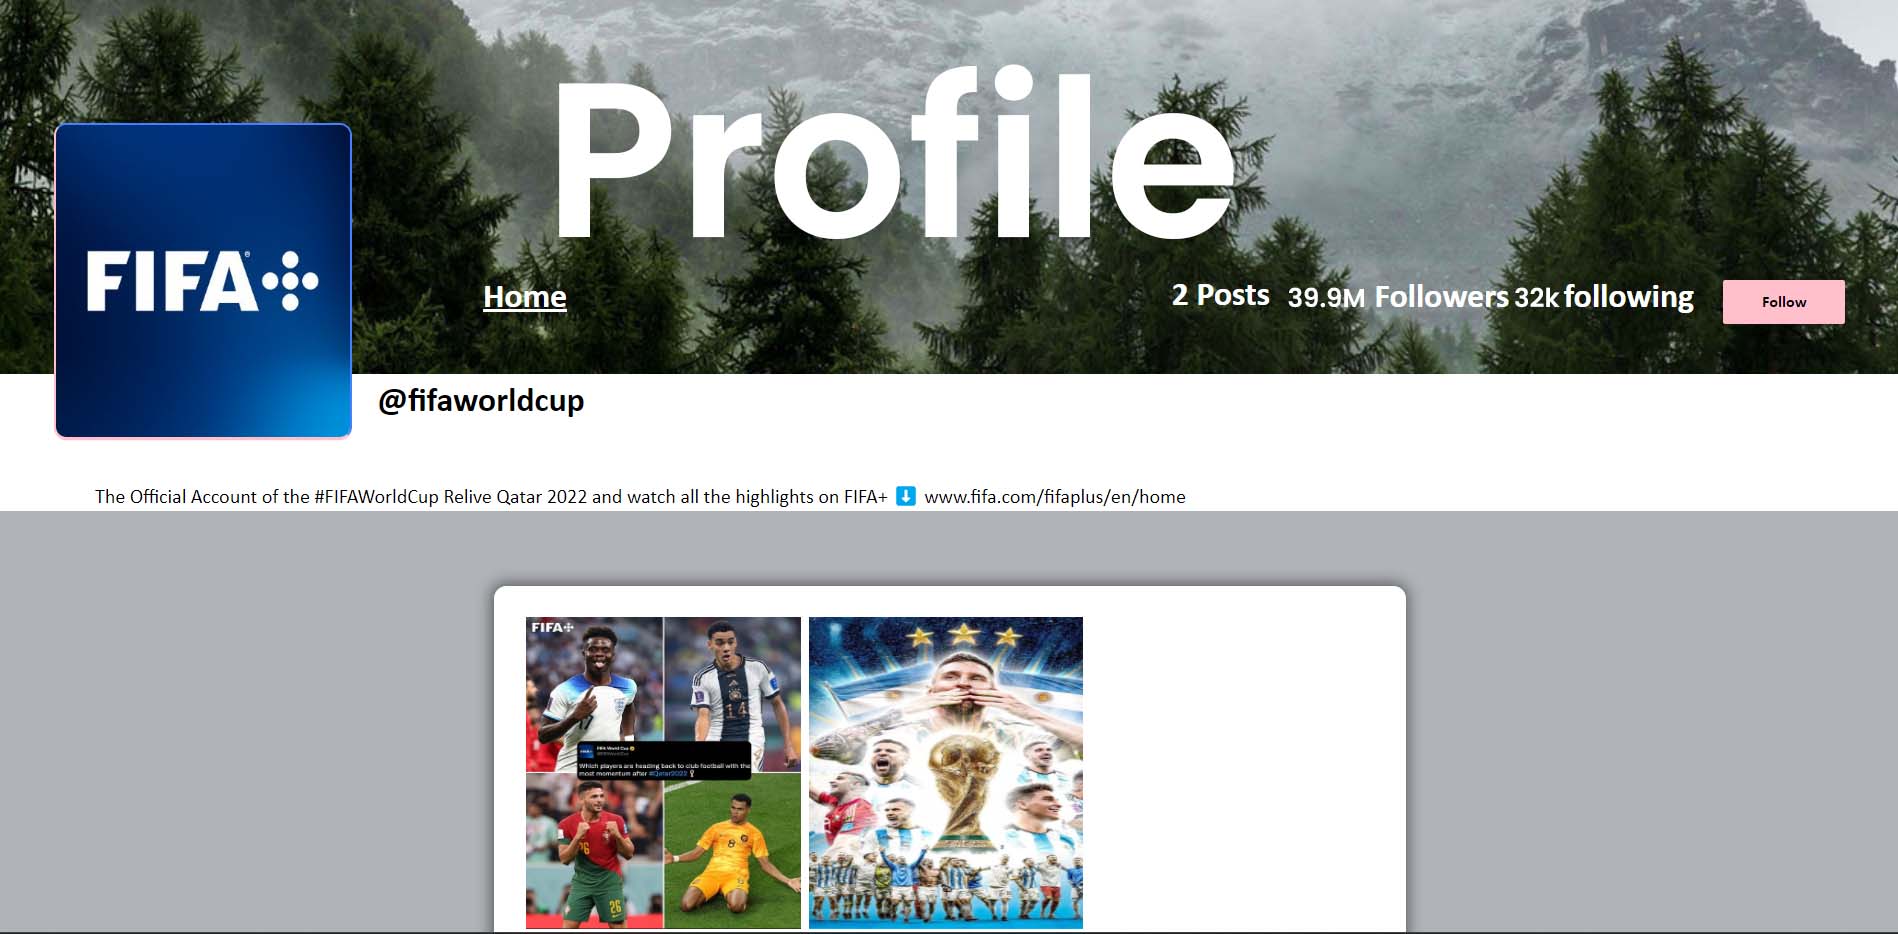 Profile
FIFA+
Home
2 Posts 39.9M Followers 32k following
Follow
@fifaworldcup
The Official Account of the #FIFAWorldCup Relive Qatar 2022 and watch all the highlights on FIFA+ ⬇️ www.fifa.com/fifaplus/en/home
FIFA+
17
14
FIFA World Cup
@FIFAWorldCup
Which players are heading back to club football with the
most momentum after #Qatar2022 🏆
26
8
26